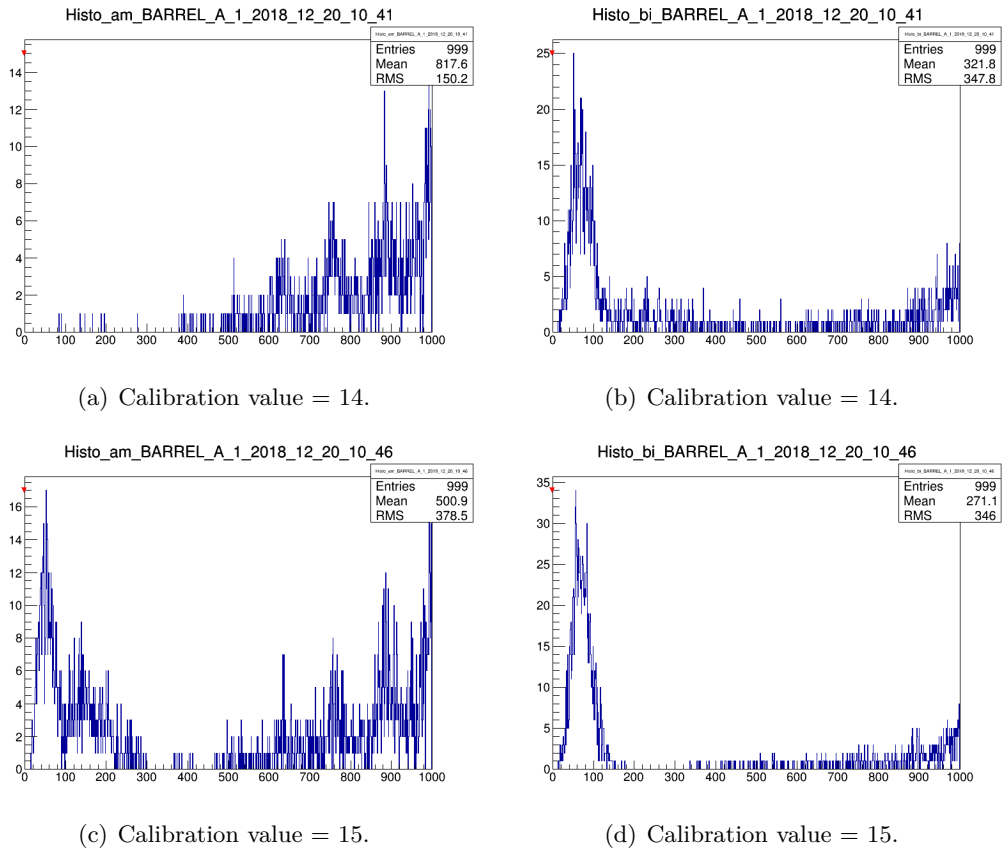 Histo_am_BARREL_A_1_2018_12_20_10_41
Histo_am_BARREL_A_1_2018_12_20_10_41
Entries 999
Mean 817.6
RMS 150.2
14
12
10
8
6
4
2
0
0 100 200 300 400 500 600 700 800 900 1000
(a) Calibration value = 14.
Histo_bi_BARREL_A_1_2018_12_20_10_41
Histo_bi_BARREL_A_1_2018_12_20_10_41
Entries 999
Mean 321.8
RMS 347.8
25
20
15
10
5
0
0 100 200 300 400 500 600 700 800 900 1000
(b) Calibration value = 14.
Histo_am_BARREL_A_1_2018_12_20_10_46
Histo_am_BARREL_A_1_2018_12_20_10_46
Entries 999
Mean 500.9
RMS 378.5
16
14
12
10
8
6
4
2
0
0 100 200 300 400 500 600 700 800 900 1000
(c) Calibration value = 15.
Histo_bi_BARREL_A_1_2018_12_20_10_46
Histo_bi_BARREL_A_1_2018_12_20_10_46
Entries 999
Mean 271.1
RMS 346
35
30
25
20
15
10
5
0
0 100 200 300 400 500 600 700 800 900 1000
(d) Calibration value = 15.